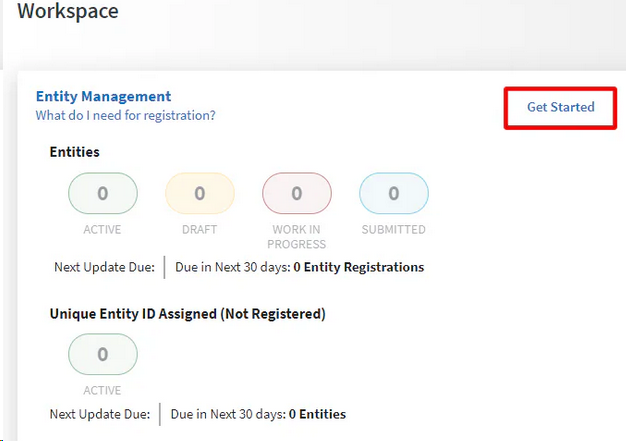 Workspace
Entity Management
Get Started
What do I need for registration?
Entities
0 0 0 0
ACTIVE DRAFT WORK IN PROGRESS SUBMITTED
Next Update Due: Due in Next 30 days: 0 Entity Registrations
Unique Entity ID Assigned (Not Registered)
0
ACTIVE
Next Update Due: Due in Next 30 days: 0 Entities